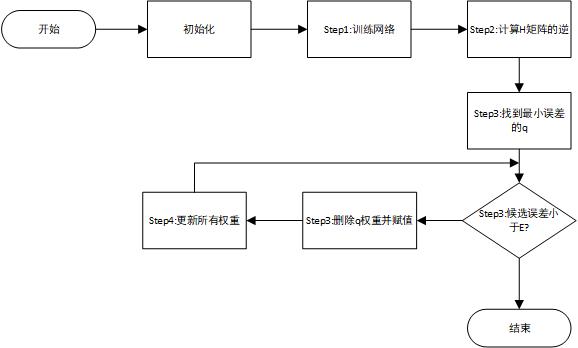 开始
初始化
Step1:训练网络
Step2:计算H矩阵的逆
Step3:找到最小误差
的q
Step3:候选误差小
于E?
Step3:删除q权重并赋值
Step4:更新所有权重
结束